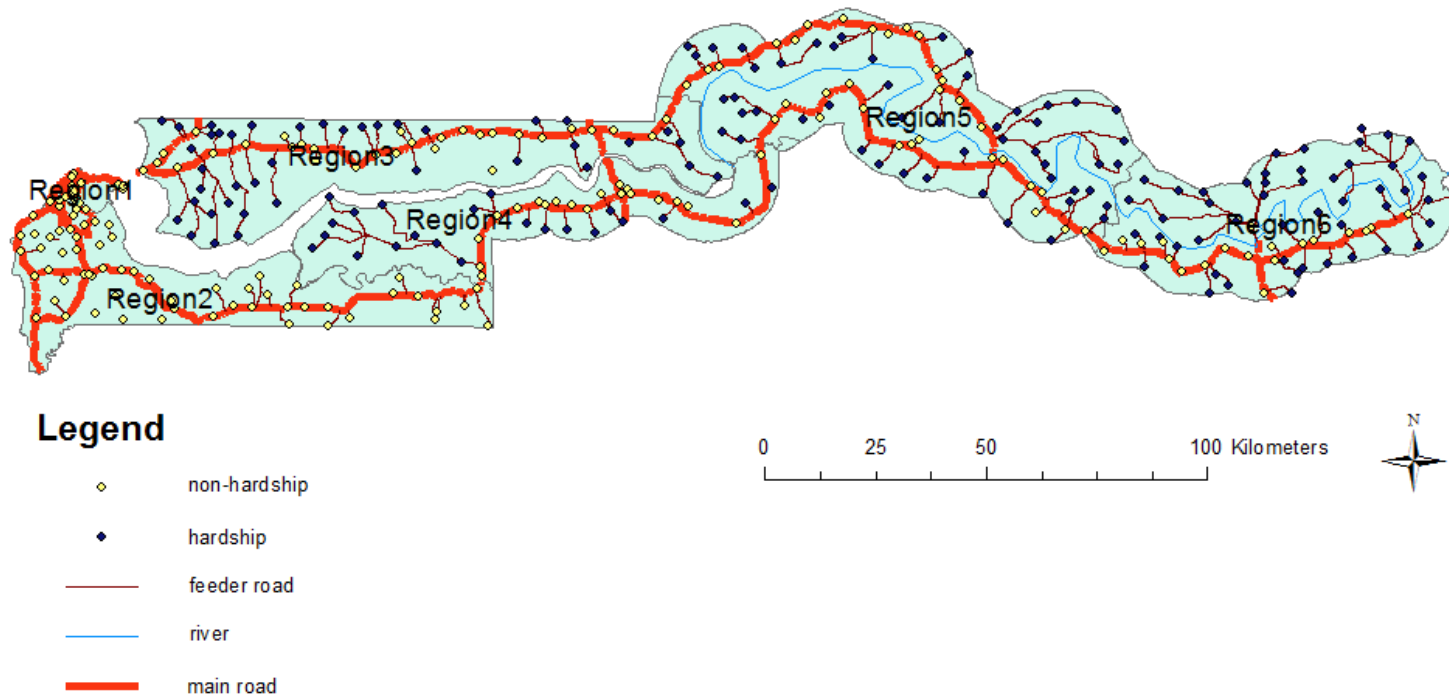 Region1
Region2
Region3
Region4
Region5
Region6
Legend
non-hardship
hardship
feeder road
river
main road
0 25 50 100 Kilometers
N